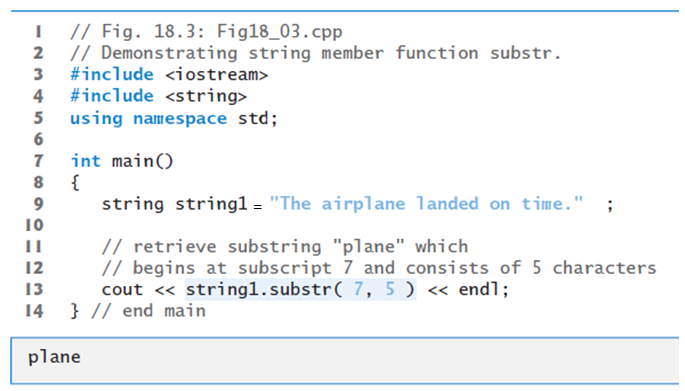 1 // Fig. 18.3: Fig18_03.cpp
2 // Demonstrating string member function substr.
3 #include <iostream>
4 #include <string>
5 using namespace std;
6
7 int main()
8 {
9 string string1 = "The airplane landed on time." ;
10
11 // retrieve substring "plane" which
12 // begins at subscript 7 and consists of 5 characters
13 cout << string1.substr( 7, 5 ) << endl;
14 } // end main
plane